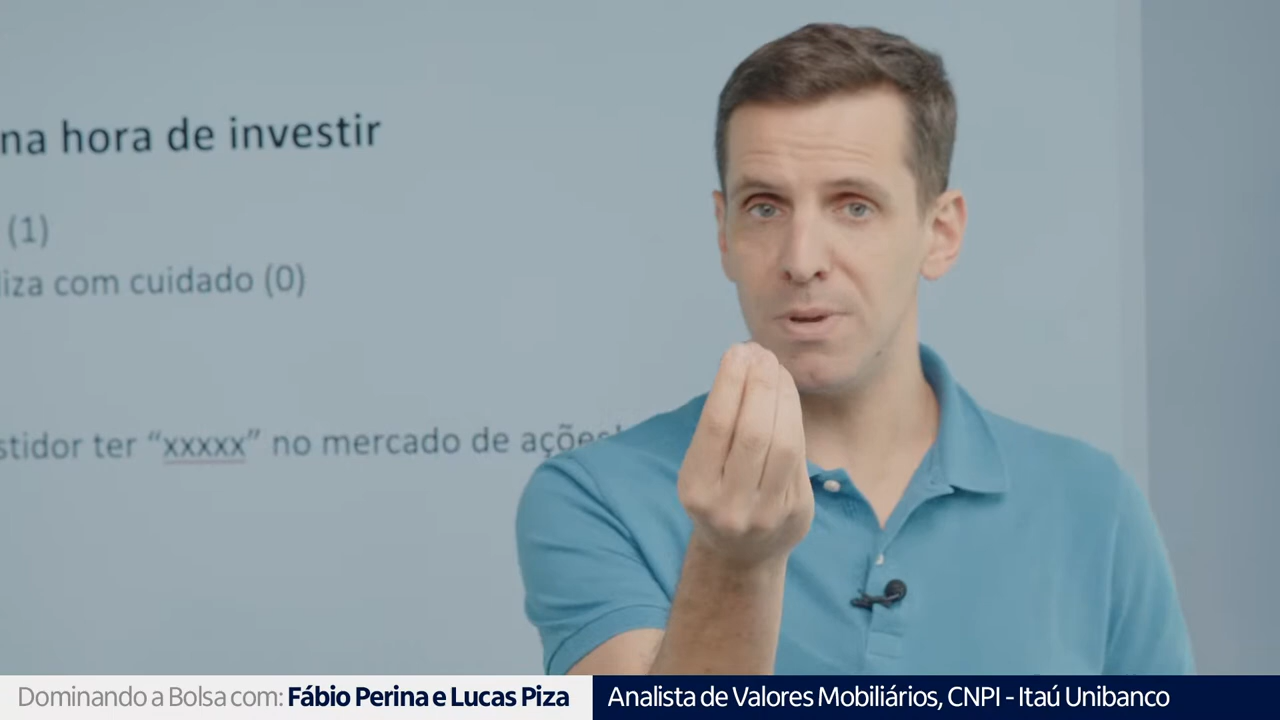 na hora de investir
(1)
liza com cuidado (0)
stidor ter “xxxxx” no mercado de ações
Dominando a Bolsa com: Fábio Perina e Lucas Piza
Analista de Valores Mobiliários, CNPI - Itaú Unibanco